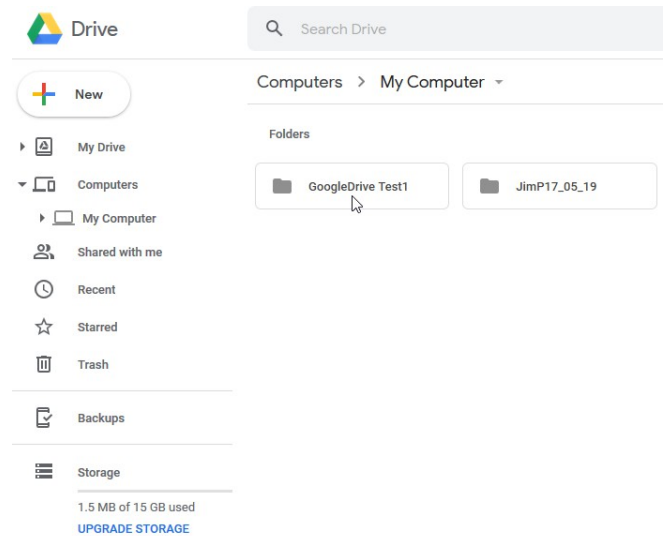 Drive
Search Drive
New
Computers > My Computer
Folders
My Drive
Computers
GoogleDrive Test1
JimP17_05_19
My Computer
Shared with me
Recent
Starred
Trash
Backups
Storage
1.5 MB of 15 GB used
UPGRADE STORAGE